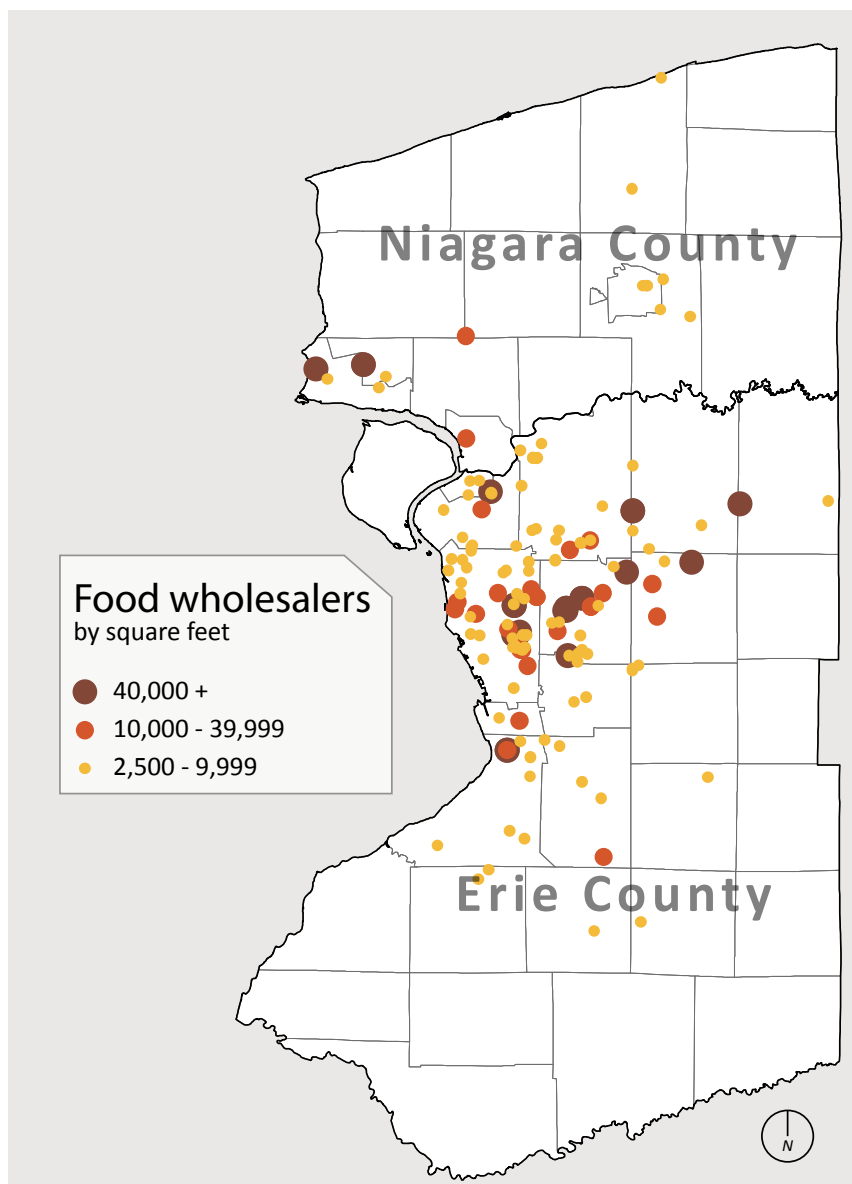 Niagara County
Food wholesalers
by square feet
40,000 +
10,000 - 39,999
2,500 - 9,999
Erie County
N